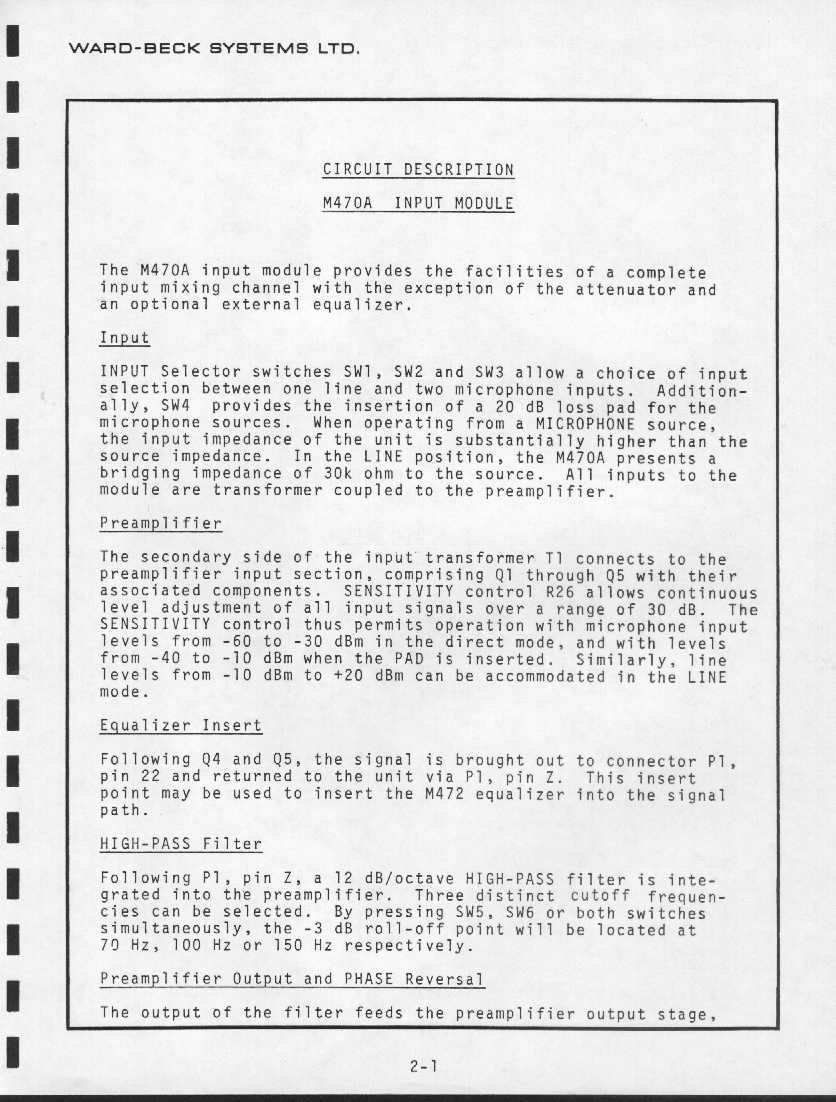 WARD-BECK SYSTEMS LTD.
CIRCUIT DESCRIPTION
M470A INPUT MODULE
The M470A input module provides the facilities of a complete
input mixing channel with the exception of the attenuator and
an optional external equalizer.
Input
INPUT Selector switches SW1, SW2 and SW3 allow a choice of input
selection between one line and two microphone inputs. Addition-
ally, SW4 provides the insertion of a 20 dB loss pad for the
microphone sources. When operating from a MICROPHONE source,
the input impedance of the unit is substantially higher than the
source impedance. In the LINE position, the M470A presents a
bridging impedance of 30k ohm to the source. All inputs to the
module are transformer coupled to the preamplifier.
Preamplifier
The secondary side of the input transformer T1 connects to the
preamplifier input section, comprising Q1 through Q5 with their
associated components. SENSITIVITY control R26 allows continuous
level adjustment of all input signals over a range of 30 dB. The
SENSITIVITY control thus permits operation with microphone input
levels from -60 to -30 dBm in the direct mode, and with levels
from -40 to -10 dBm when the PAD is inserted. Similarly, line
levels from -10 dBm to +20 dBm can be accommodated in the LINE
mode.
Equalizer Insert
Following Q4 and Q5, the signal is brought out to connector P1,
pin 22 and returned to the unit via P1, pin Z. This insert
point may be used to insert the M472 equalizer into the signal
path.
HIGH-PASS Filter
Following P1, pin Z, a 12 dB/octave HIGH-PASS filter is inte-
grated into the preamplifier. Three distinct cutoff frequen-
cies can be selected. By pressing SW5, SW6 or both switches
simultaneously, the -3 dB roll-off point will be located at
70 Hz, 100 Hz or 150 Hz respectively.
Preamplifier Output and PHASE Reversal
The output of the filter feeds the preamplifier output stage,
2-1